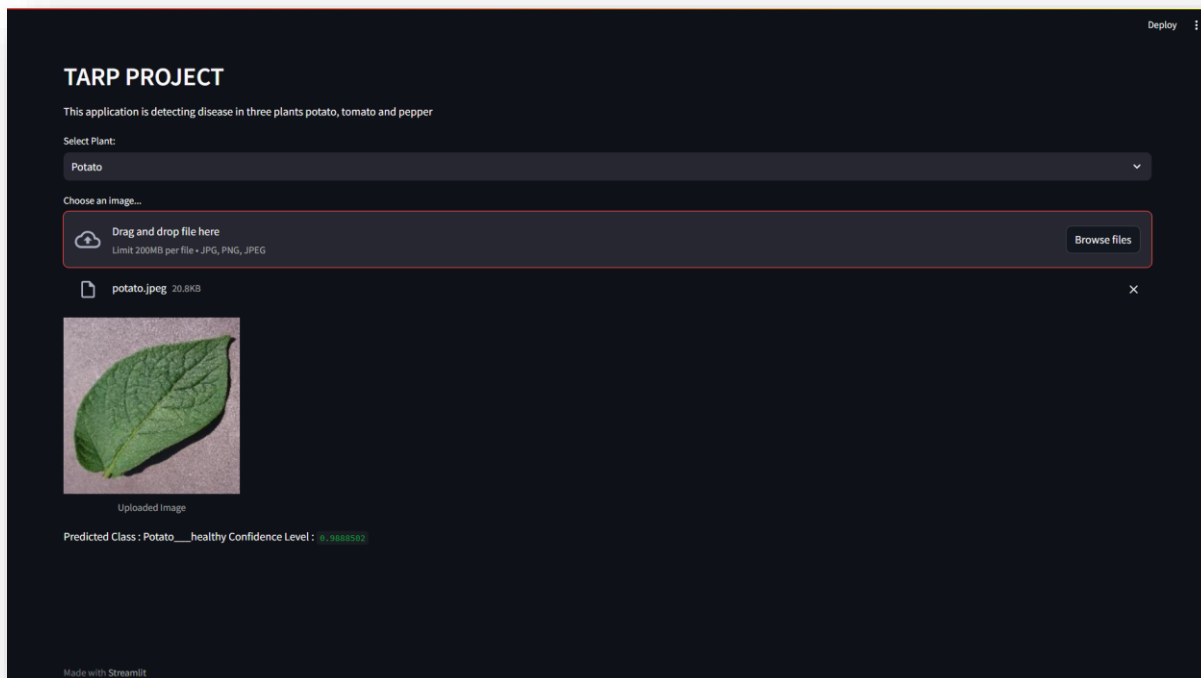 Deploy
TARP PROJECT
This application is detecting disease in three plants potato, tomato and pepper
Select Plant:
Potato
Choose an image...
Drag and drop file here
Limit 200MB per file • JPG, PNG, JPEG
Browse files
potato.jpeg 20.8KB
Uploaded Image
Predicted Class : Potato___healthy Confidence Level : 0.9888502
Made with Streamlit